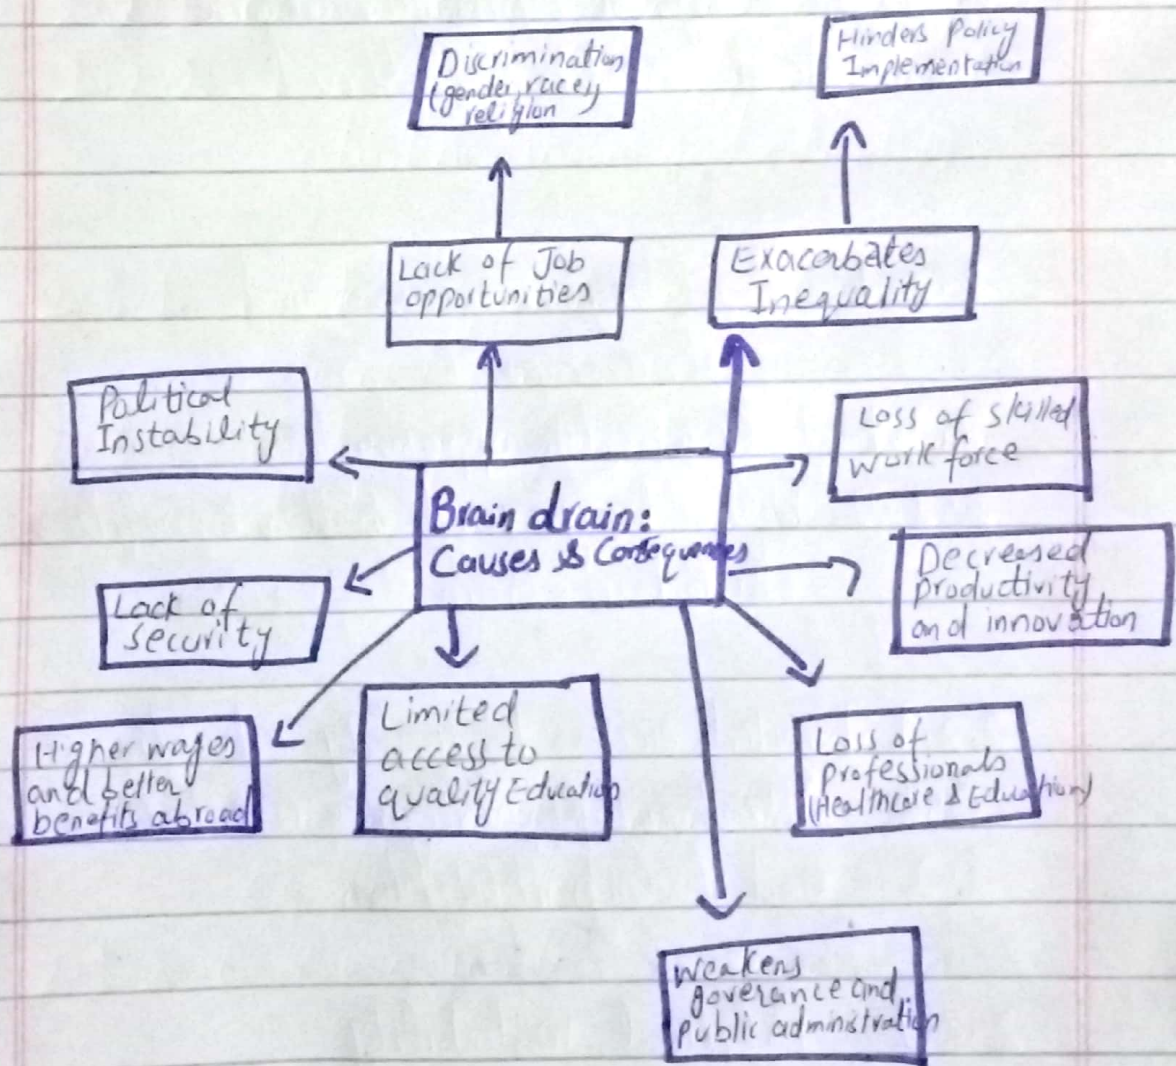 Discrimination
(gender, racey
religion
Hinders Policy
Implementation
Lack of Job
opportunities
Exacerbates
Inequality
Political
Instability
Loss of skilled
work force
Brain drain:
Causes & Consequences
Decreased
productivity
and innovation
Lack of
security
Higher wages
and better
benefits abroad
Limited
access to
quality Education
Loss of
professionals
(Healthcare & Education)
Weakens
goverance and
public administration